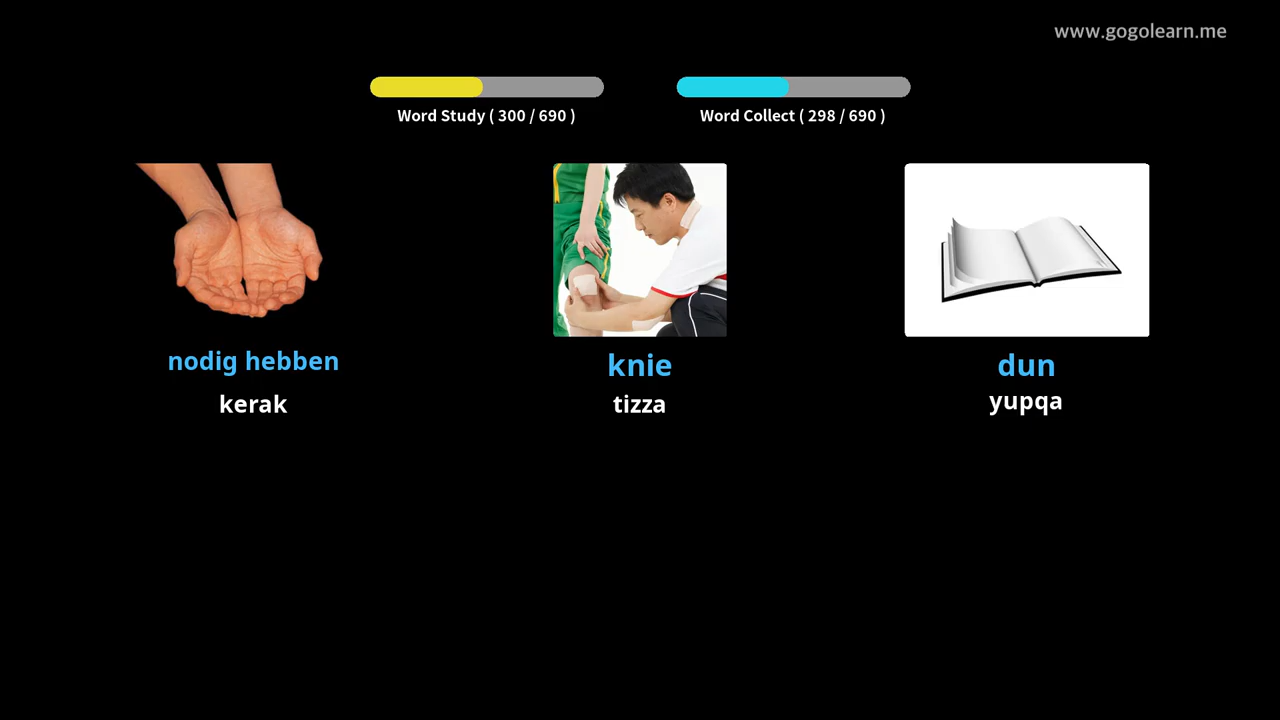 www.gogolearn.me
Word Study ( 300 / 690 )
Word Collect ( 298 / 690 )
nodig hebben
kerak
knie
tizza
dun
yupqa